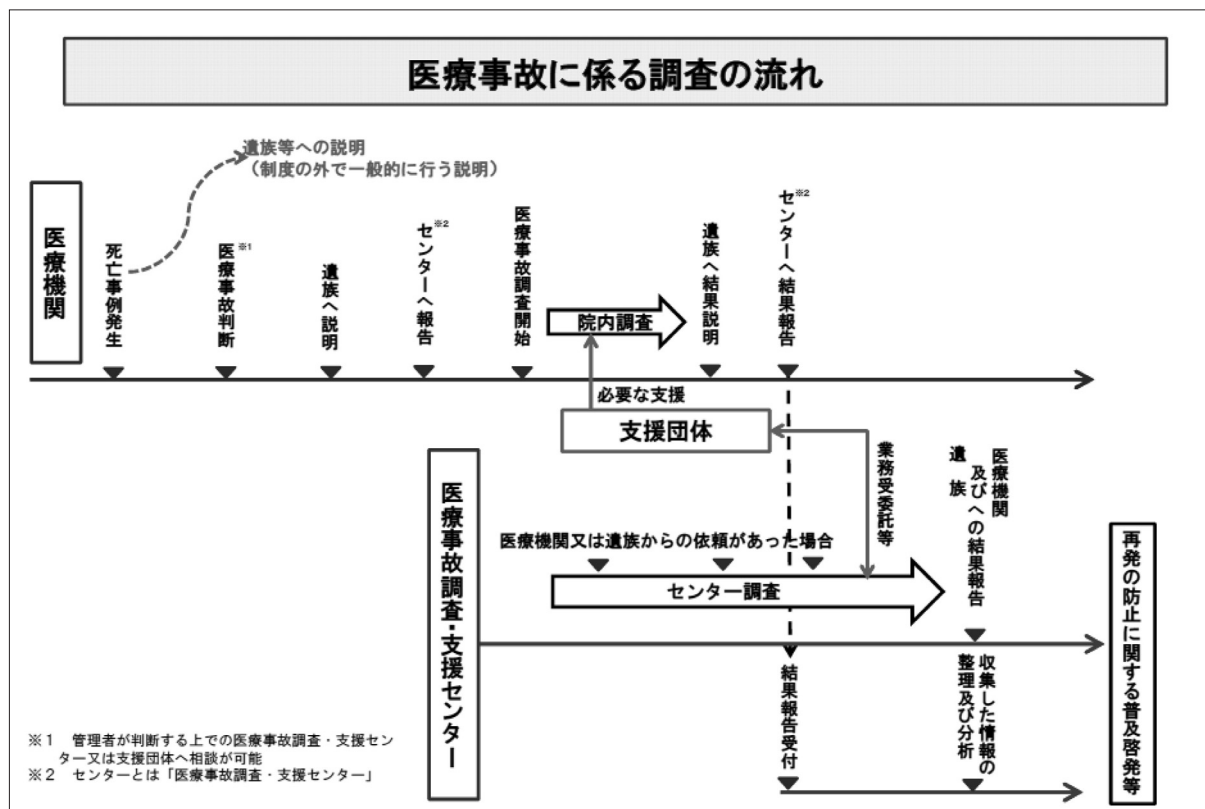 医療事故に係る調査の流れ
遺族等への説明
（制度の外で一般的に行う説明）
医療機関
死亡事例発生
医療事故判断※1
遺族へ説明
センターへ報告※2
医療事故調査開始
院内調査
遺族へ結果説明
センターへ結果報告※2
必要な支援
支援団体
業務受委託等
医療事故調査・支援センター
医療機関又は遺族からの依頼があった場合
センター調査
医療機関
及びへの結果報告
遺族
結果報告受付
収集した情報の
整理及び分析
再発の防止に関する普及啓発等
※１　管理者が判断する上での医療事故調査・支援セン
ター又は支援団体へ相談が可能
※２　センターとは「医療事故調査・支援センター」